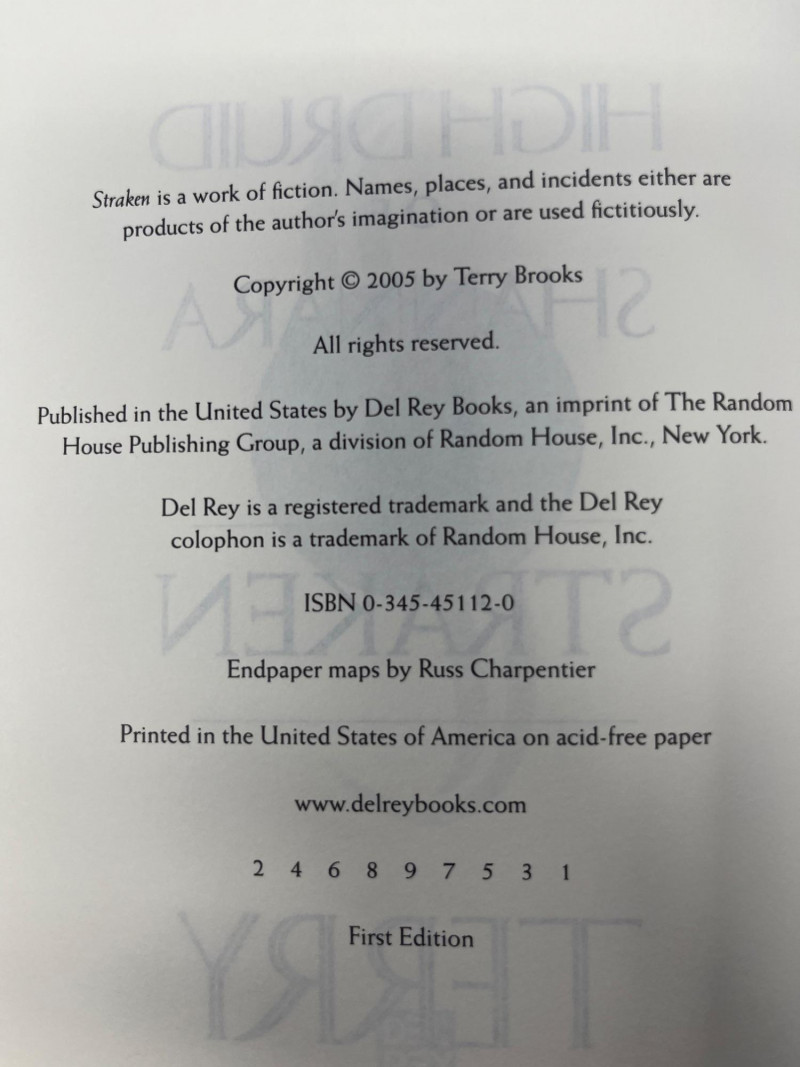 Straken is a work of fiction. Names, places, and incidents either are
products of the author's imagination or are used fictitiously.
Copyright © 2005 by Terry Brooks
All rights reserved.
Published in the United States by Del Rey Books, an imprint of The Random
House Publishing Group, a division of Random House, Inc., New York.
Del Rey is a registered trademark and the Del Rey
colophon is a trademark of Random House, Inc.
ISBN 0-345-45112-0
Endpaper maps by Russ Charpentier
Printed in the United States of America on acid-free paper
www.delreybooks.com
2 4 6 8 9 7 5 3 1
First Edition
HIGH DRUID
SHANNARA
STRAKEN
TERRY